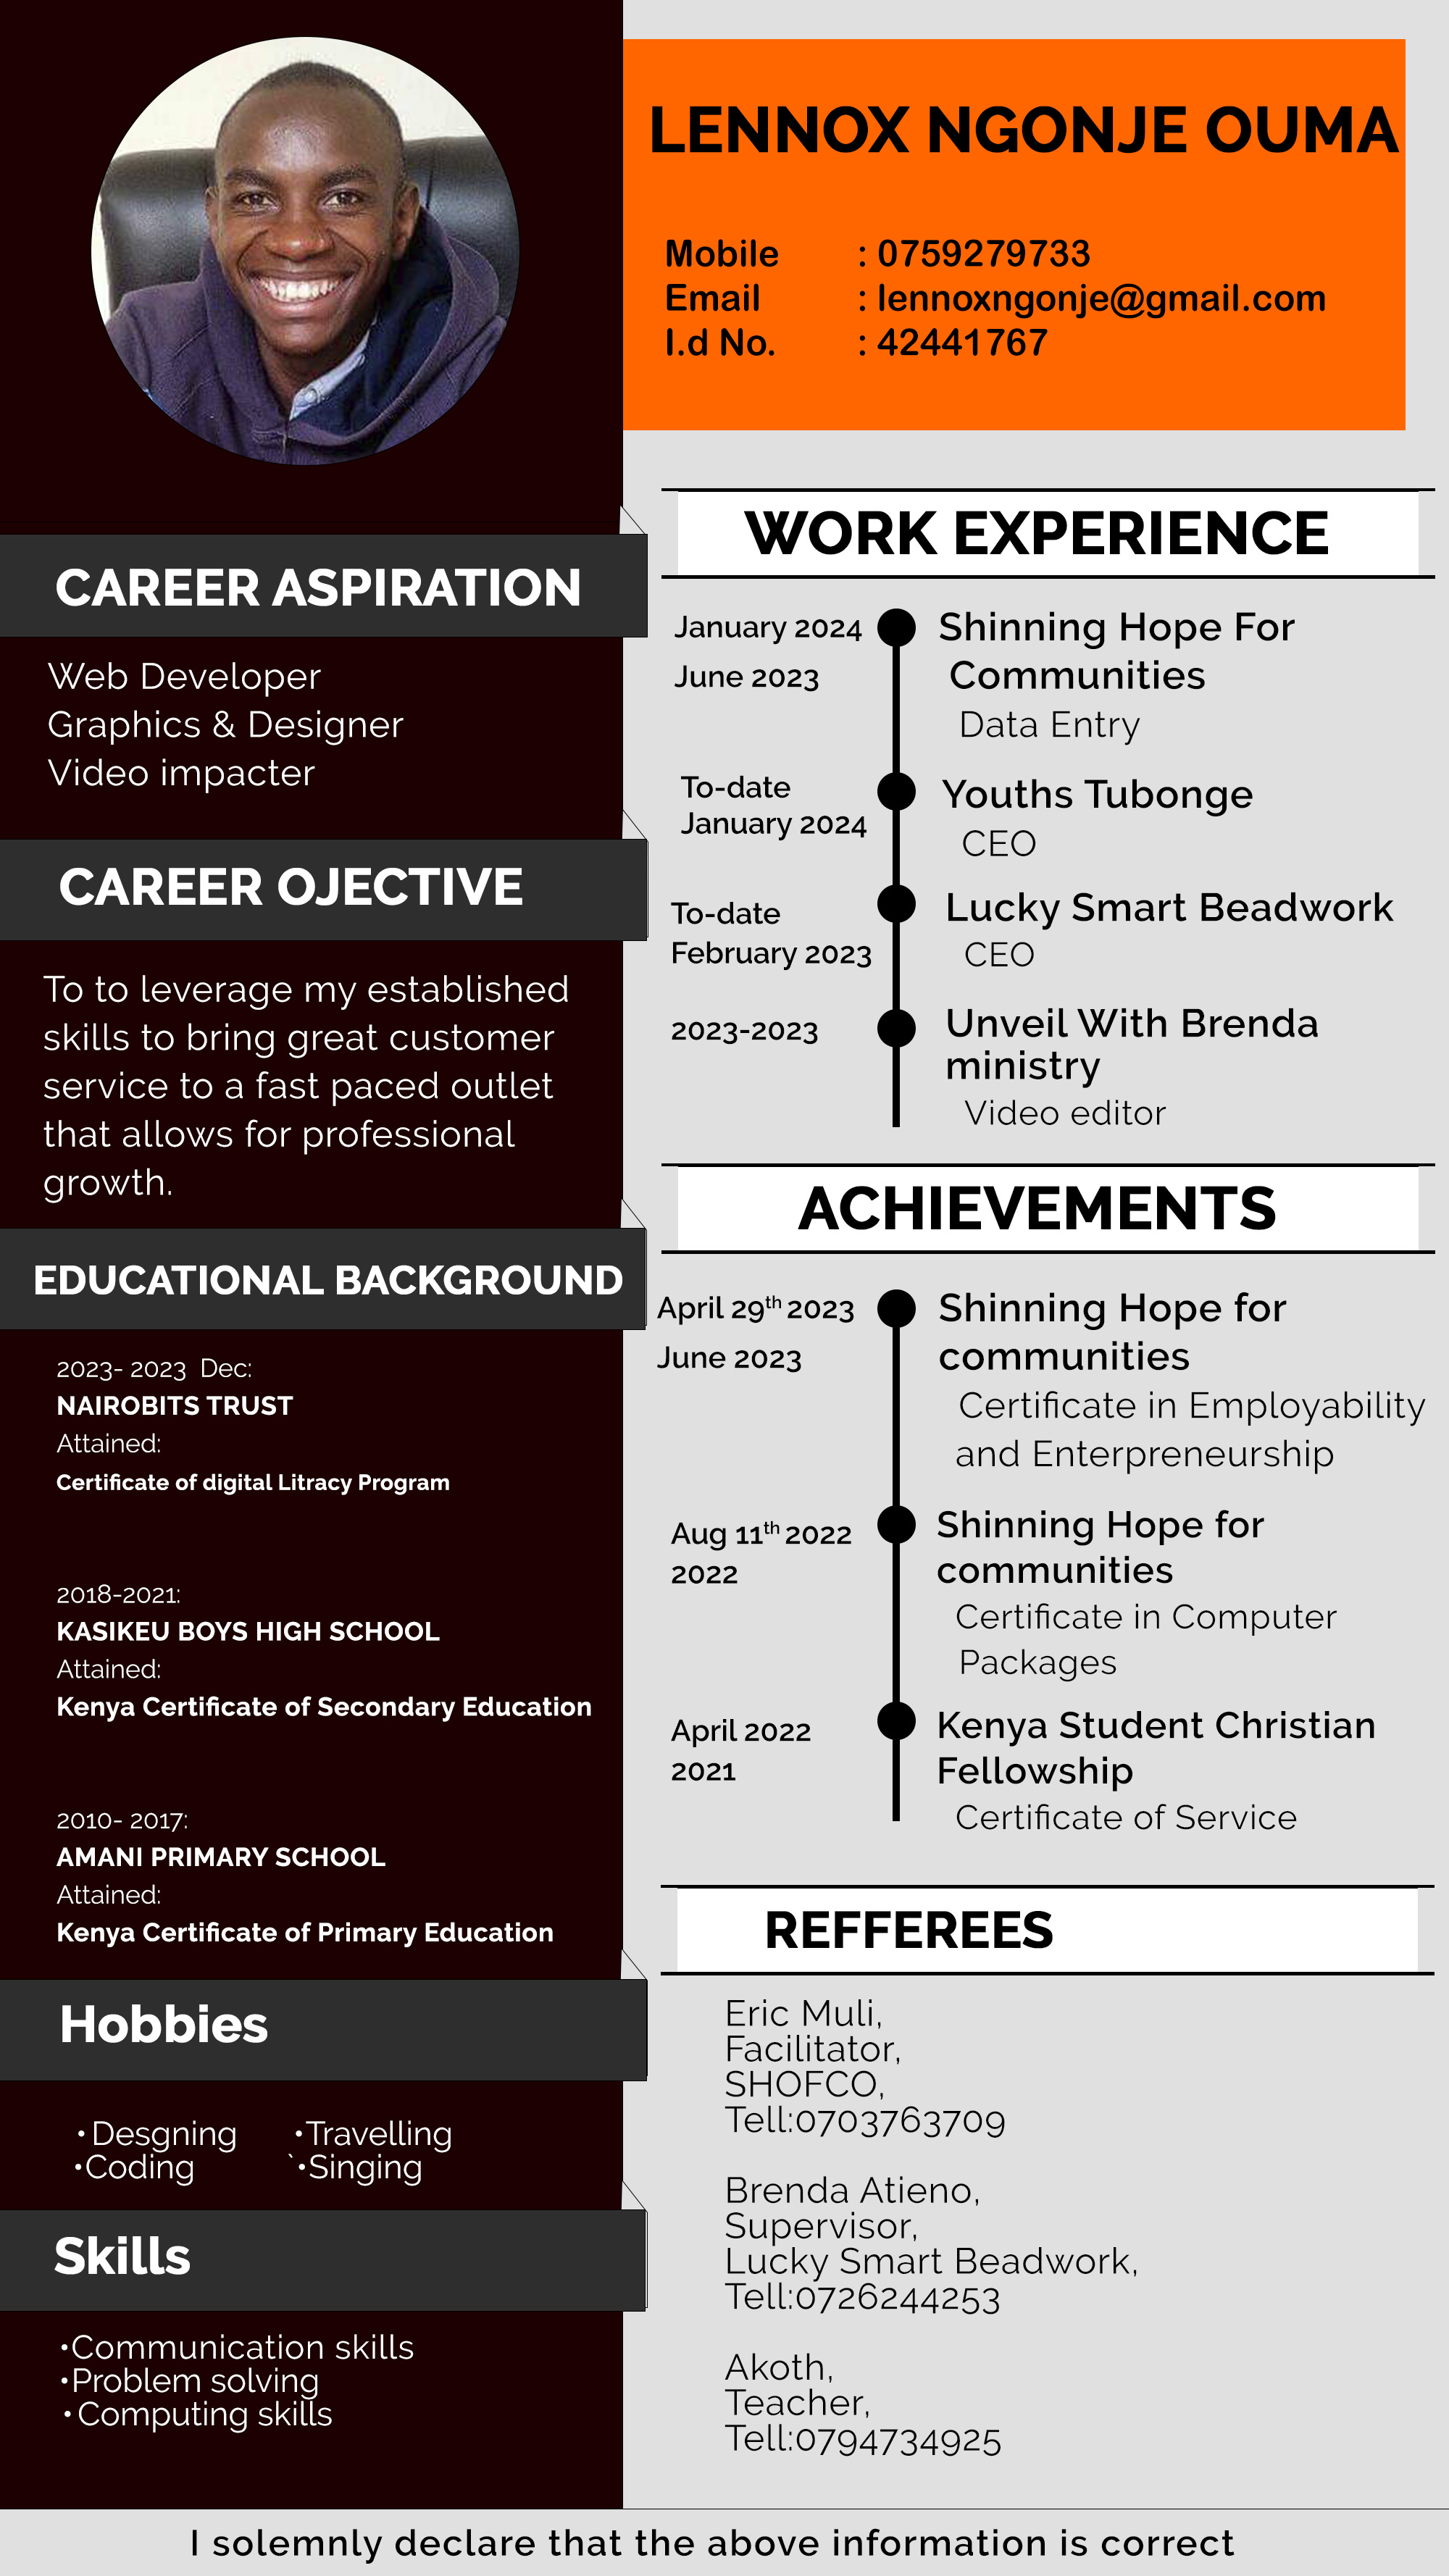 LENNOX NGONJE OUMA
Mobile : 0759279733
Email : lennoxngonje@gmail.com
I.d No. : 42441767
CAREER ASPIRATION
Web Developer
Graphics & Designer
Video impacter
CAREER OJECTIVE
To to leverage my established
skills to bring great customer
service to a fast paced outlet
that allows for professional
growth.
EDUCATIONAL BACKGROUND
2023- 2023 Dec:
NAIROBITS TRUST
Attained:
Certificate of digital Litracy Program
2018-2021:
KASIKEU BOYS HIGH SCHOOL
Attained:
Kenya Certificate of Secondary Education
2010- 2017:
AMANI PRIMARY SCHOOL
Attained:
Kenya Certificate of Primary Education
Hobbies
• Desgning •Travelling
•Coding `•Singing
Skills
•Communication skills
•Problem solving
• Computing skills
WORK EXPERIENCE
January 2024 Shinning Hope For
June 2023 Communities
Data Entry
To-date Youths Tubonge
January 2024 CEO
To-date Lucky Smart Beadwork
February 2023 CEO
2023-2023 Unveil With Brenda
ministry
Video editor
ACHIEVEMENTS
April 29th 2023 Shinning Hope for
June 2023 communities
Certificate in Employability
and Enterpreneurship
Aug 11th 2022 Shinning Hope for
2022 communities
Certificate in Computer
Packages
April 2022 Kenya Student Christian
2021 Fellowship
Certificate of Service
REFFEREES
Eric Muli,
Facilitator,
SHOFCO,
Tell:0703763709
Brenda Atieno,
Supervisor,
Lucky Smart Beadwork,
Tell:0726244253
Akoth,
Teacher,
Tell:0794734925
I solemnly declare that the above information is correct